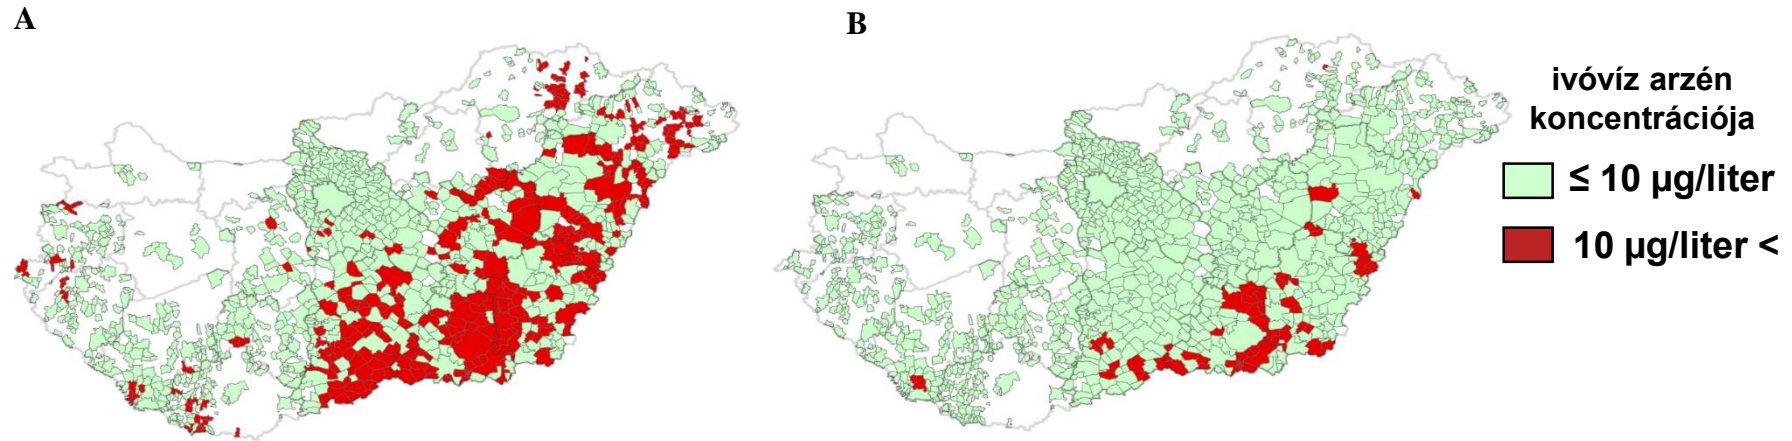 A
B
ivóvíz arzén
koncentrációja
≤ 10 µg/liter
10 µg/liter <